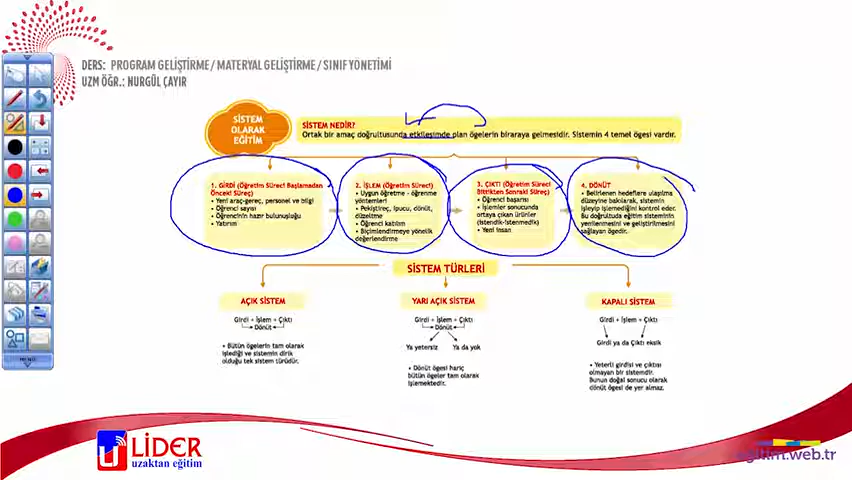 DERS: PROGRAM GELİŞTİRME / MATERYAL GELİŞTİRME / SINIF YÖNETİMİ
UZM ÖĞR.: NURGÜL ÇAYIR
SİSTEM
OLARAK
EĞİTİM
SİSTEM NEDİR?
Ortak bir amaç doğrultusunda etkileşimde olan ögelerin biraraya gelmesidir. Sistemin 4 temel ögesi vardır.
1. GİRDİ (Öğretim Süreci Başlamadan
Önceki Süreç)
• Yeni araç-gereç, personel ve bilgi
• Öğrenci sayısı
• Öğrencinin hazır bulunuşluğu
• Yatırım
2. İŞLEM (Öğretim Süreci)
• Uygun öğretme - öğrenme
yöntemleri
• Pekiştireç, ipucu, dönüt,
düzeltme
• Öğrenci katılım
• Biçimlendirmeye yönelik
değerlendirme
3. ÇIKTI (Öğretim Süreci
Bittikten Sonraki Süreç)
• Öğrenci başarısı
• İşlemler sonucunda
ortaya çıkan ürünler
(istendik-istenmedik)
• Yeni insan
4. DÖNÜT
• Belirlenen hedeflere ulaşılma
düzeyine bakılarak, sistemin
işleyip işlemediğini kontrol eder.
Bu doğrultuda eğitim sisteminin
yenilenmesini ve geliştirilmesini
sağlayan ögedir.
SİSTEM TÜRLERİ
AÇIK SİSTEM
Girdi + İşlem + Çıktı
Dönüt
• Bütün ögelerin tam olarak
işlediği ve sistemin dirik
olduğu tek sistem türüdür.
YARI AÇIK SİSTEM
Girdi + İşlem + Çıktı
Dönüt
Ya yetersiz Ya da yok
• Dönüt ögesi hariç
bütün ögeler tam olarak
işlemektedir.
KAPALI SİSTEM
Girdi + İşlem + Çıktı
Girdi ya da Çıktı eksik
• Yeterli girdisi ve çıktısı
olmayan bir sistemdir.
Bunun doğal sonucu olarak
dönüt ögesi de yer almaz.
MENÜ
LİDER
uzaktan eğitim
egitim.web.tr